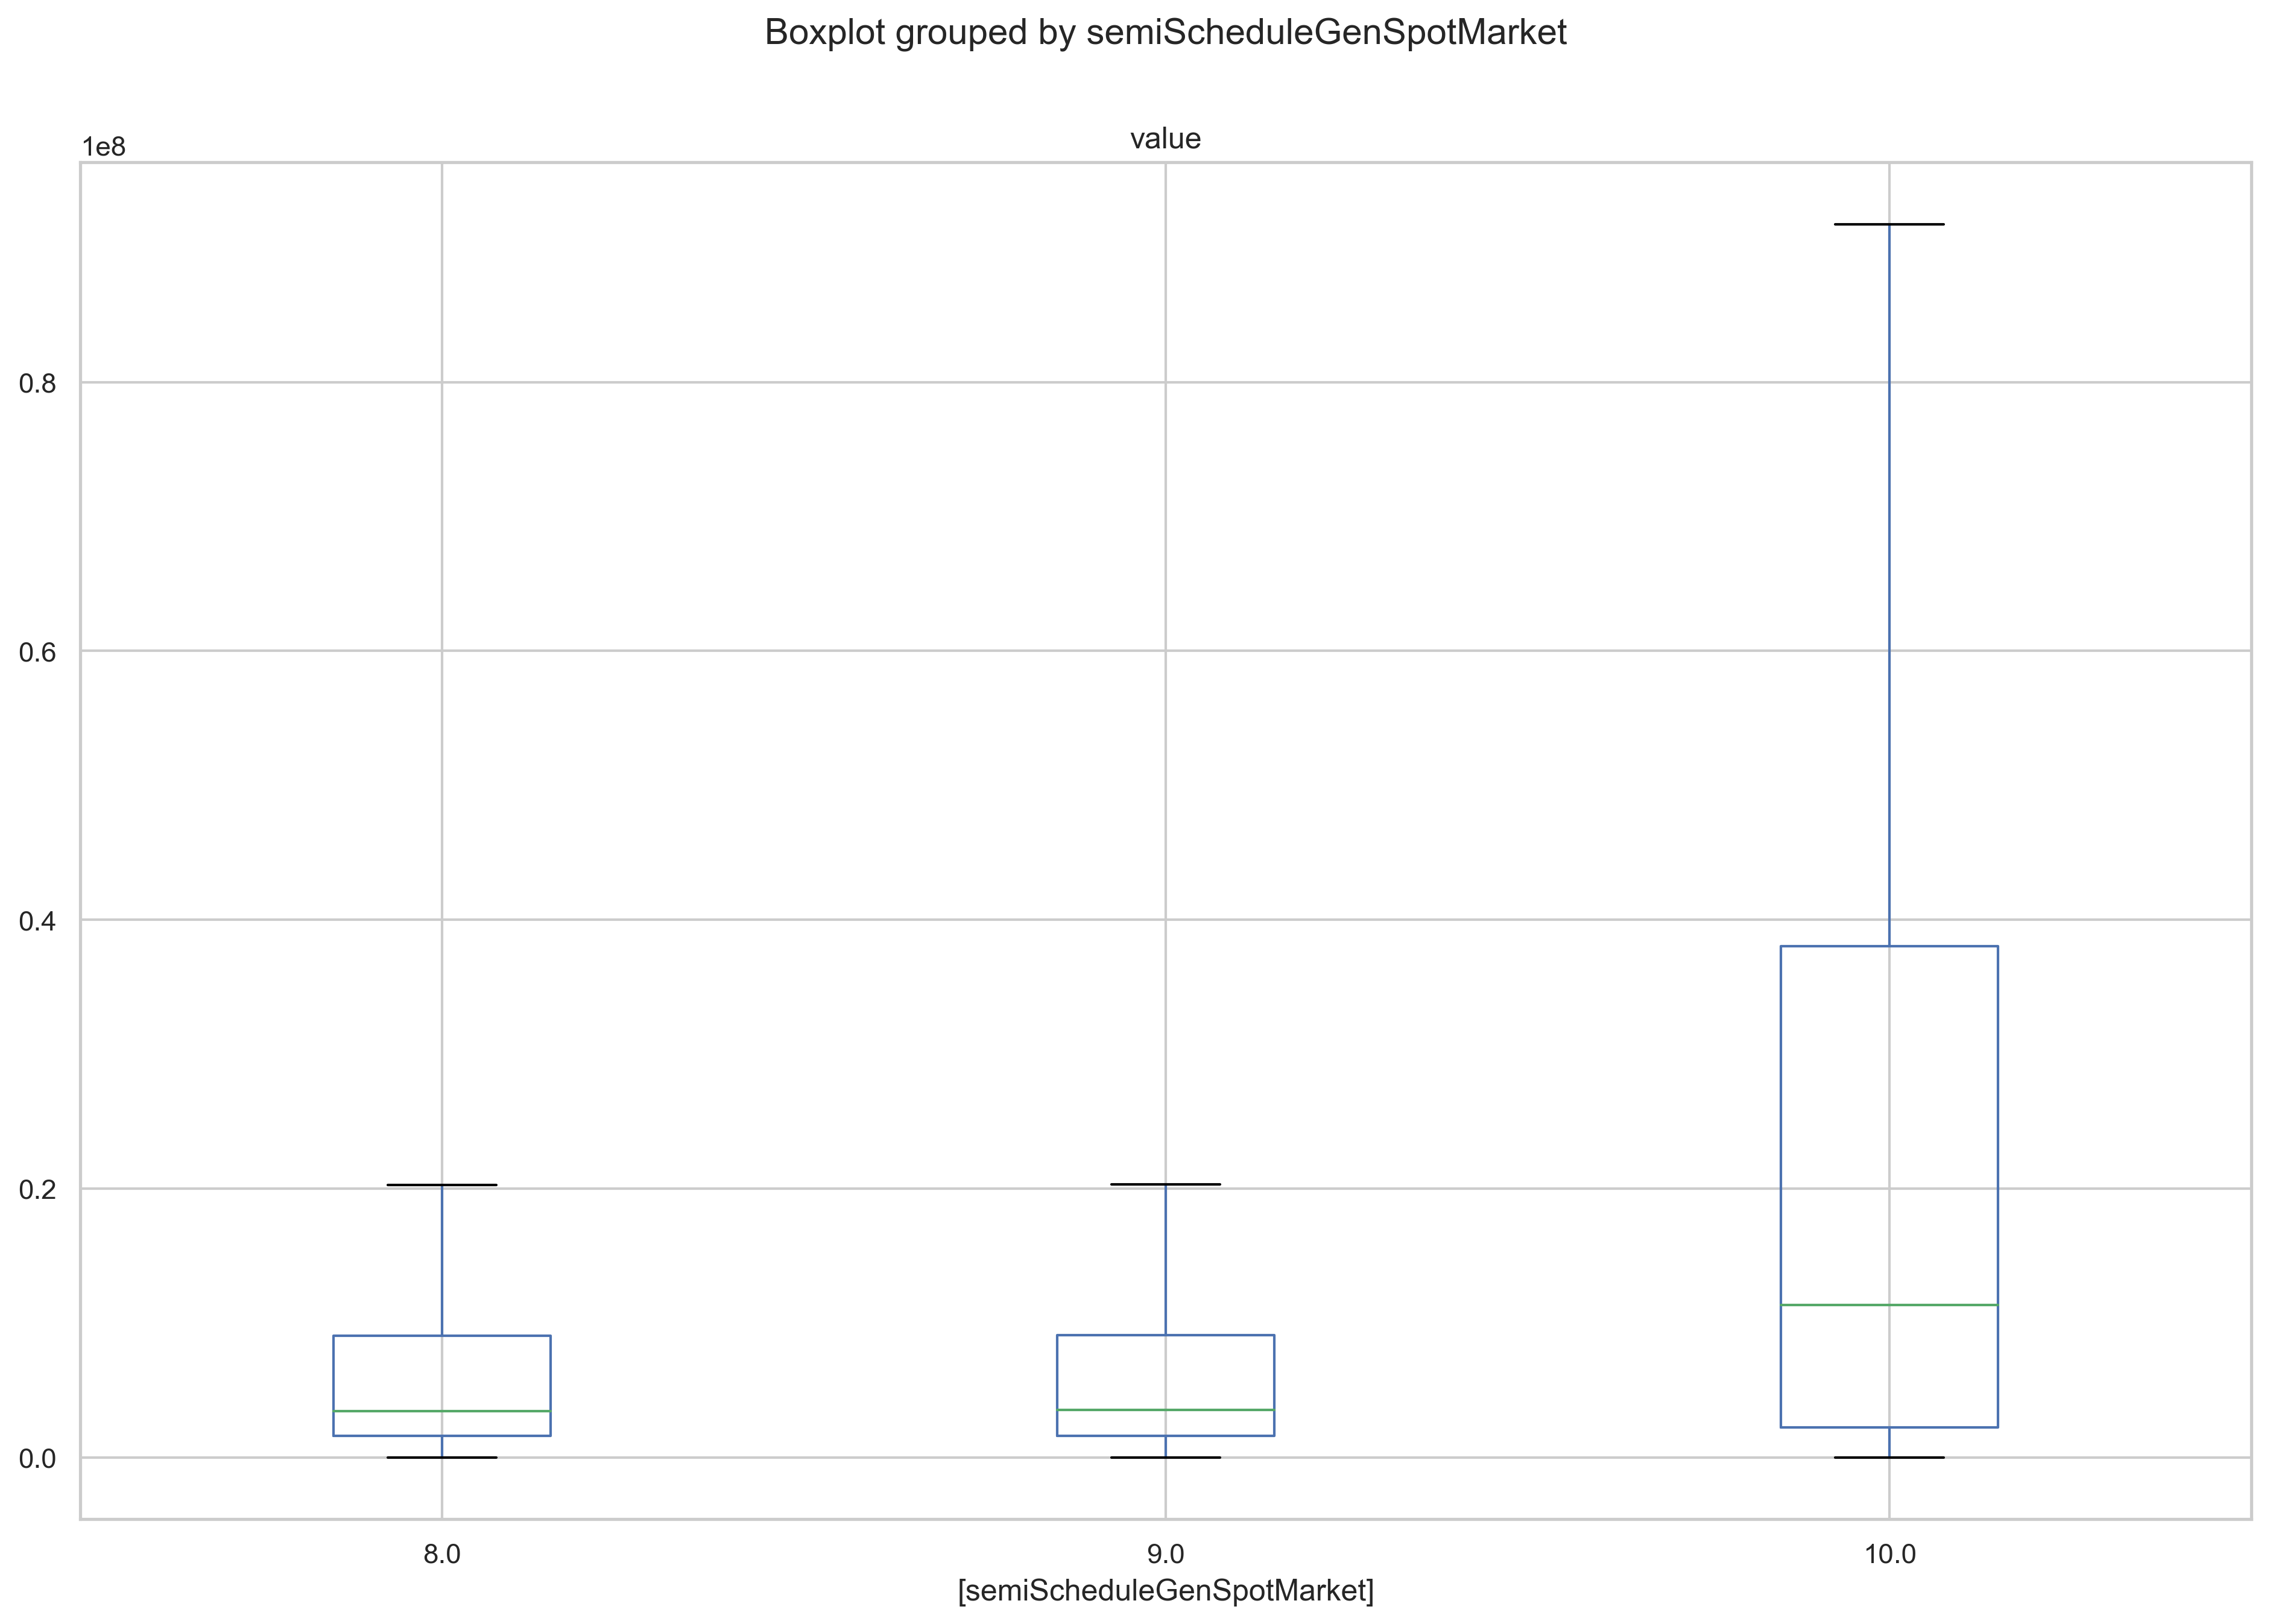 Boxplot grouped by semiScheduleGenSpotMarket
value
1e8
0.8
0.6
0.4
0.2
0.0
8.0 9.0 10.0
[semiScheduleGenSpotMarket]